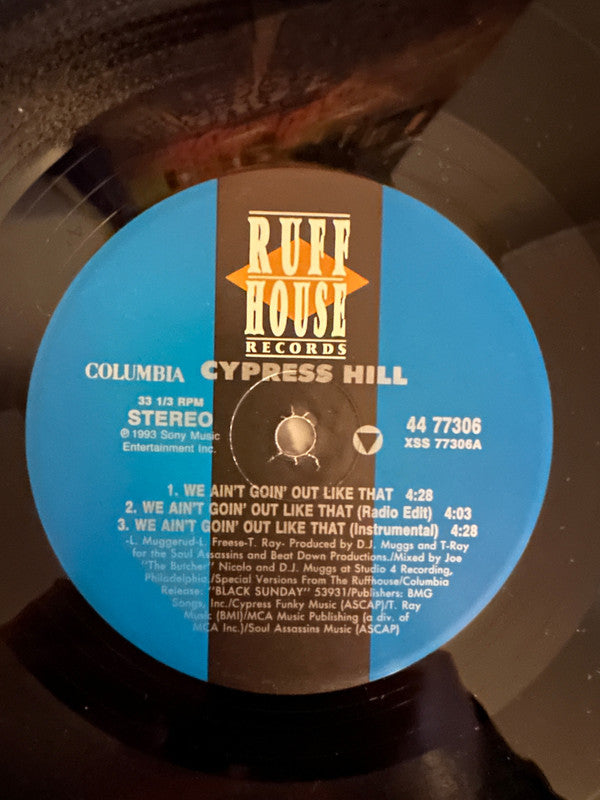 RUFF
HOUSE
RECORDS
COLUMBIA CYPRESS HILL
33 1/3 RPM
STEREO
℗ 1993 Sony Music
Entertainment Inc.
44 77306
XSS 77306A
1. WE AIN'T GOIN' OUT LIKE THAT 4:28
2. WE AIN'T GOIN' OUT LIKE THAT (Radio Edit) 4:03
3. WE AIN'T GOIN' OUT LIKE THAT (Instrumental) 4:28
-L. Muggerud-L. Freese-T. Ray- Produced by D.J. Muggs and T-Ray
for the Soul Assassins and Beat Down Productions./Mixed by Joe
"The Butcher" Nicolo and D.J. Muggs at Studio 4 Recording,
Philadelphia./Special Versions From The Ruffhouse/Columbia
Release: "BLACK SUNDAY" 53931/Publishers: BMG
Songs, Inc./Cypress Funky Music (ASCAP)/T. Ray
Music (BMI)/MCA Music Publishing (a div. of
MCA Inc.)/Soul Assassins Music (ASCAP)